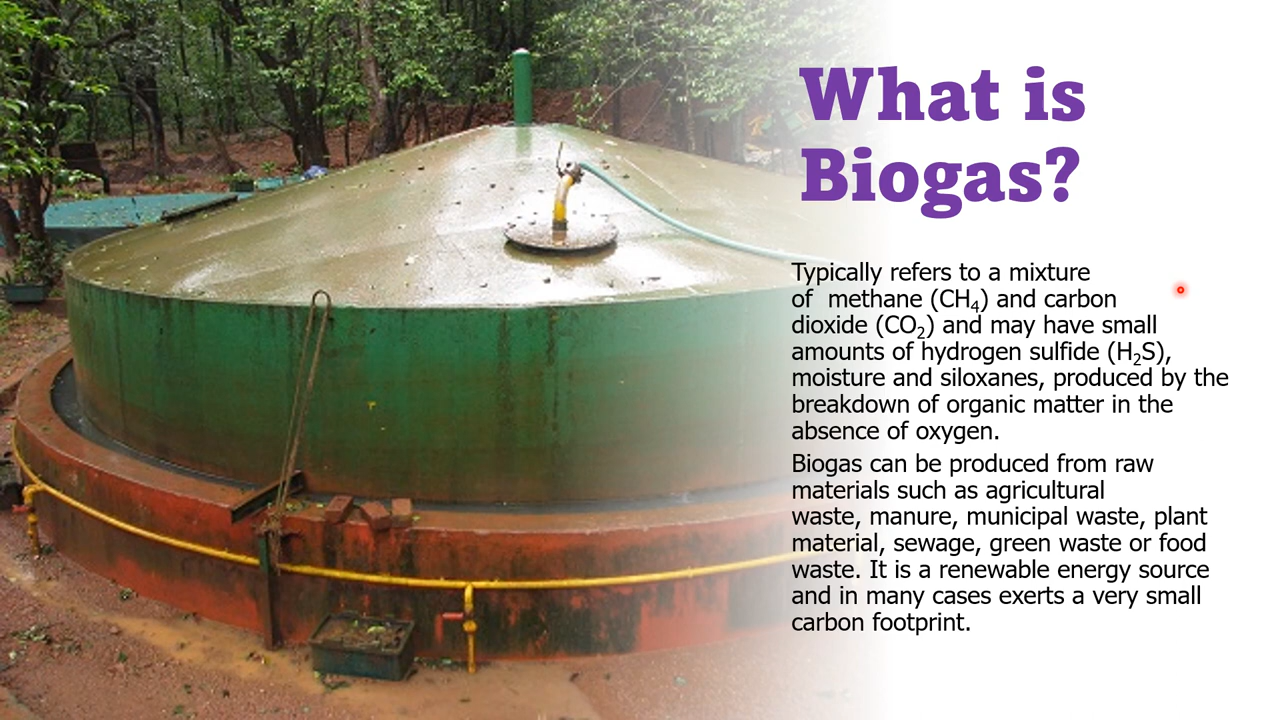 What is
Biogas?
Typically refers to a mixture
of  methane (CH₄) and carbon
dioxide (CO₂) and may have small
amounts of hydrogen sulfide (H₂S),
moisture and siloxanes, produced by the
breakdown of organic matter in the
absence of oxygen.
Biogas can be produced from raw
materials such as agricultural
waste, manure, municipal waste, plant
material, sewage, green waste or food
waste. It is a renewable energy source
and in many cases exerts a very small
carbon footprint.